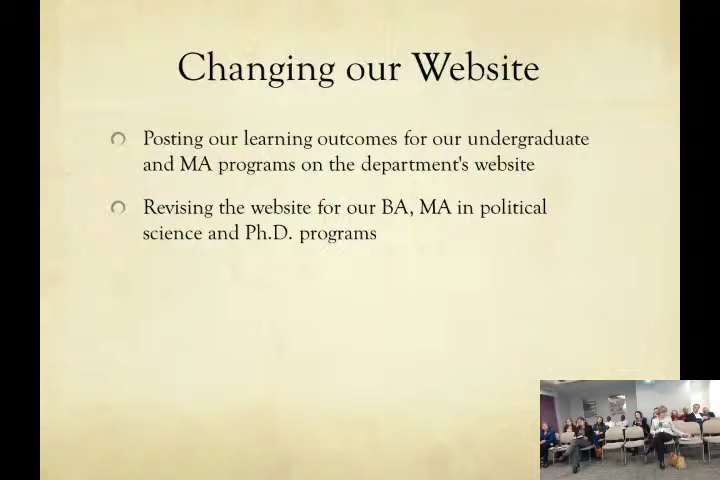 Changing our Website
Posting our learning outcomes for our undergraduate
and MA programs on the department's website
Revising the website for our BA, MA in political
science and Ph.D. programs